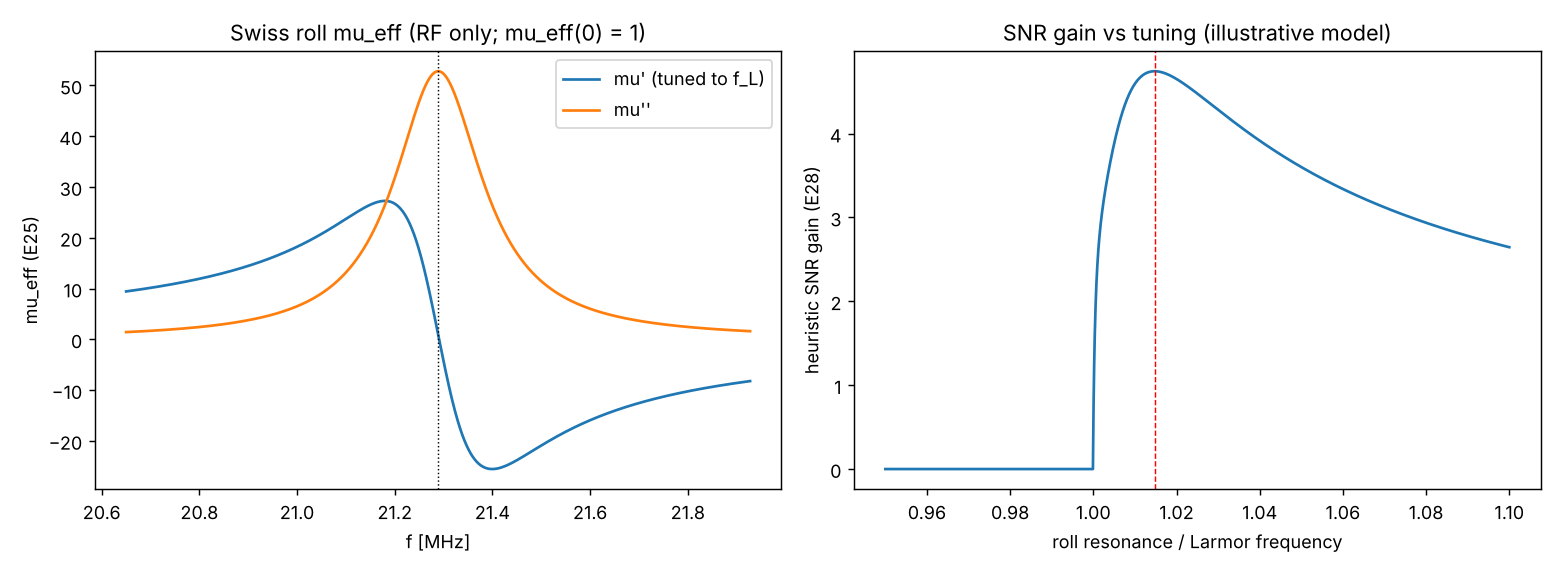 Swiss roll mu_eff (RF only; mu_eff(0) = 1)
mu_eff (E25)
50
40
30
20
10
0
−10
−20
mu' (tuned to f_L)
mu''
20.6 20.8 21.0 21.2 21.4 21.6 21.8
f [MHz]
SNR gain vs tuning (illustrative model)
heuristic SNR gain (E28)
4
3
2
1
0
0.96 0.98 1.00 1.02 1.04 1.06 1.08 1.10
roll resonance / Larmor frequency